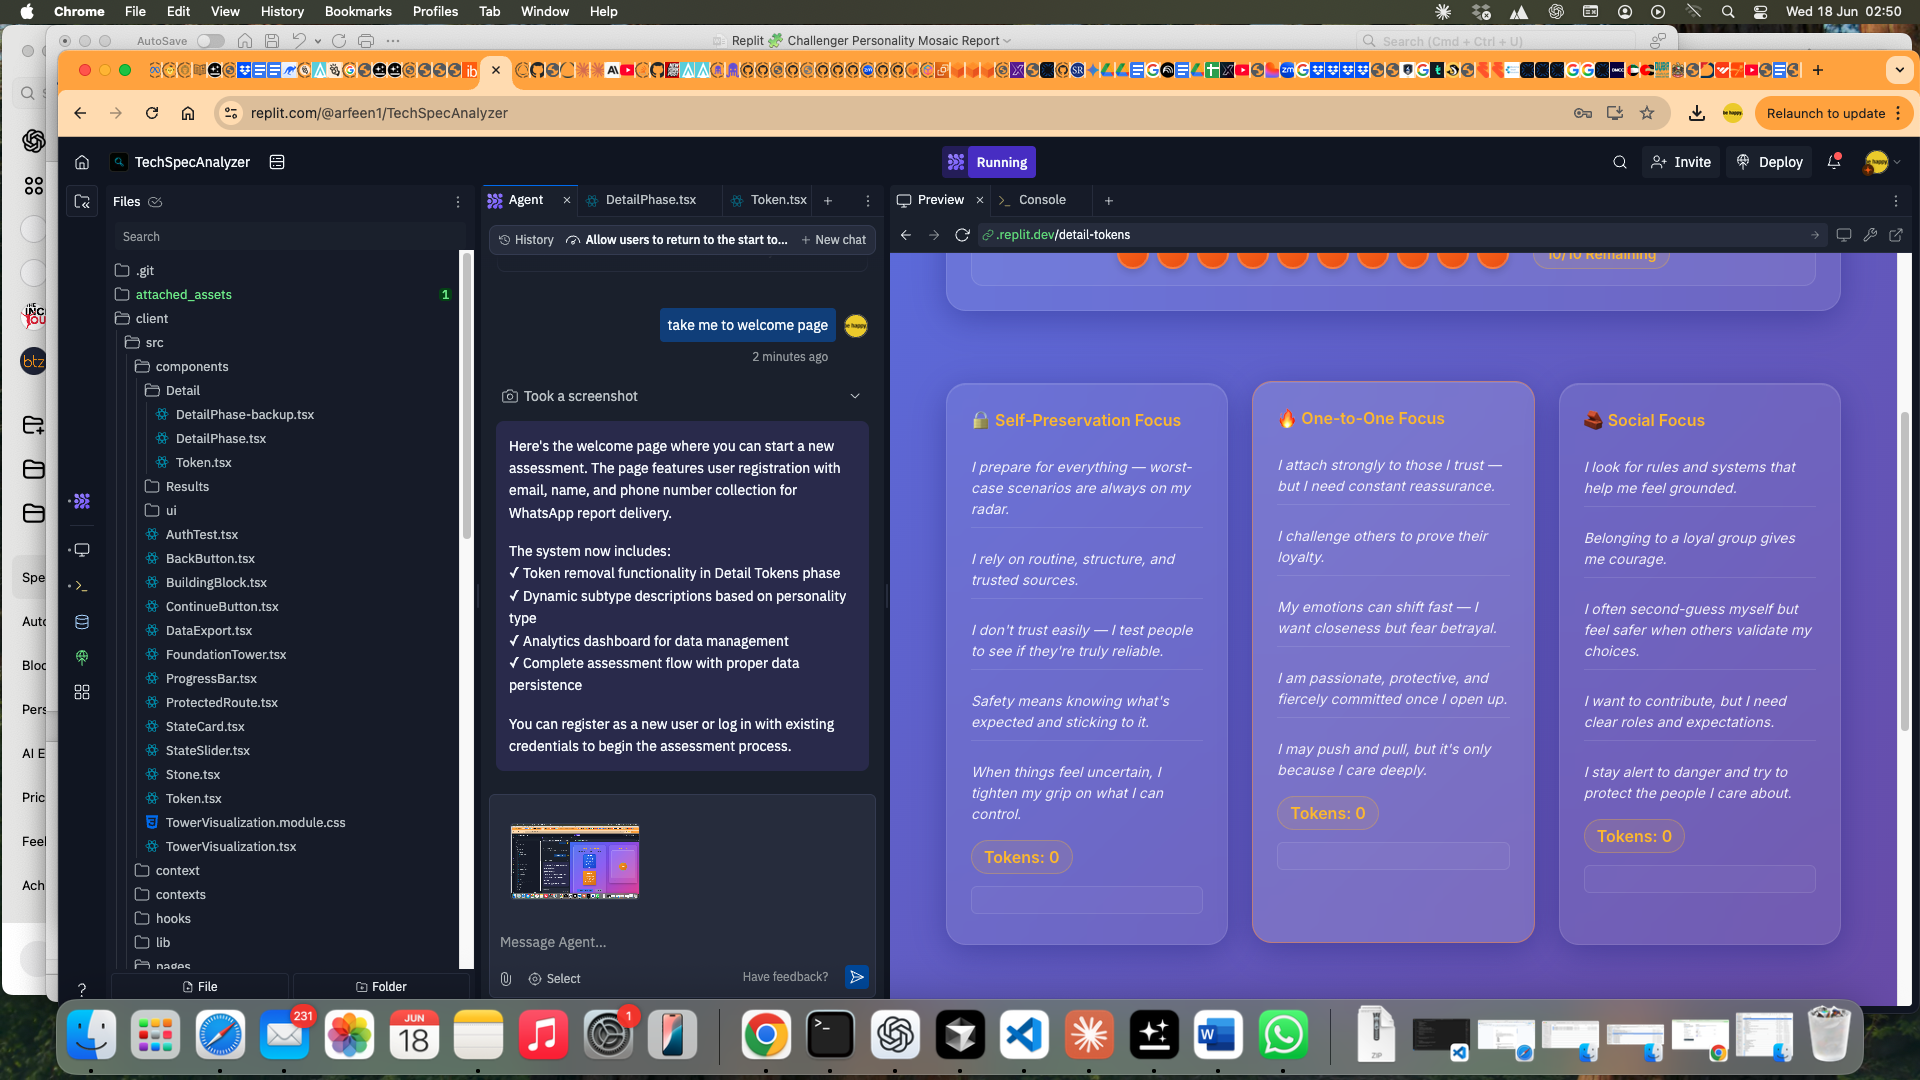 Chrome File Edit View History Bookmarks Profiles Tab Window Help
Wed 18 Jun 02:50
AutoSave
Replit 🧩 Challenger Personality Mosaic Report
Search (Cmd + Ctrl + U)
replit.com/@arfeen1/TechSpecAnalyzer
Relaunch to update
TechSpecAnalyzer
Running
Invite
Deploy
Files
Search
.git
attached_assets 1
client
src
components
Detail
DetailPhase-backup.tsx
DetailPhase.tsx
Token.tsx
Results
ui
AuthTest.tsx
BackButton.tsx
BuildingBlock.tsx
ContinueButton.tsx
DataExport.tsx
FoundationTower.tsx
ProgressBar.tsx
ProtectedRoute.tsx
StateCard.tsx
StateSlider.tsx
Stone.tsx
Token.tsx
TowerVisualization.module.css
TowerVisualization.tsx
context
contexts
hooks
lib
pages
File
Folder
Agent
DetailPhase.tsx
Token.tsx
History
Allow users to return to the start to...
+ New chat
take me to welcome page
2 minutes ago
Took a screenshot
Here's the welcome page where you can start a new
assessment. The page features user registration with
email, name, and phone number collection for
WhatsApp report delivery.
The system now includes:
✓ Token removal functionality in Detail Tokens phase
✓ Dynamic subtype descriptions based on personality
type
✓ Analytics dashboard for data management
✓ Complete assessment flow with proper data
persistence
You can register as a new user or log in with existing
credentials to begin the assessment process.
Message Agent...
Select
Have feedback?
Preview
Console
.replit.dev/detail-tokens
10/10 Remaining
🔒 Self-Preservation Focus
I prepare for everything — worst-
case scenarios are always on my
radar.
I rely on routine, structure, and
trusted sources.
I don't trust easily — I test people
to see if they're truly reliable.
Safety means knowing what's
expected and sticking to it.
When things feel uncertain, I
tighten my grip on what I can
control.
Tokens: 0
🔥 One-to-One Focus
I attach strongly to those I trust —
but I need constant reassurance.
I challenge others to prove their
loyalty.
My emotions can shift fast — I
want closeness but fear betrayal.
I am passionate, protective, and
fiercely committed once I open up.
I may push and pull, but it's only
because I care deeply.
Tokens: 0
Social Focus
I look for rules and systems that
help me feel grounded.
Belonging to a loyal group gives
me courage.
I often second-guess myself but
feel safer when others validate my
choices.
I want to contribute, but I need
clear roles and expectations.
I stay alert to danger and try to
protect the people I care about.
Tokens: 0
btz
Spe
Auto
Bloc
Pers
AI E
Pric
Feel
Ach
231
JUN
18
1
ZIP